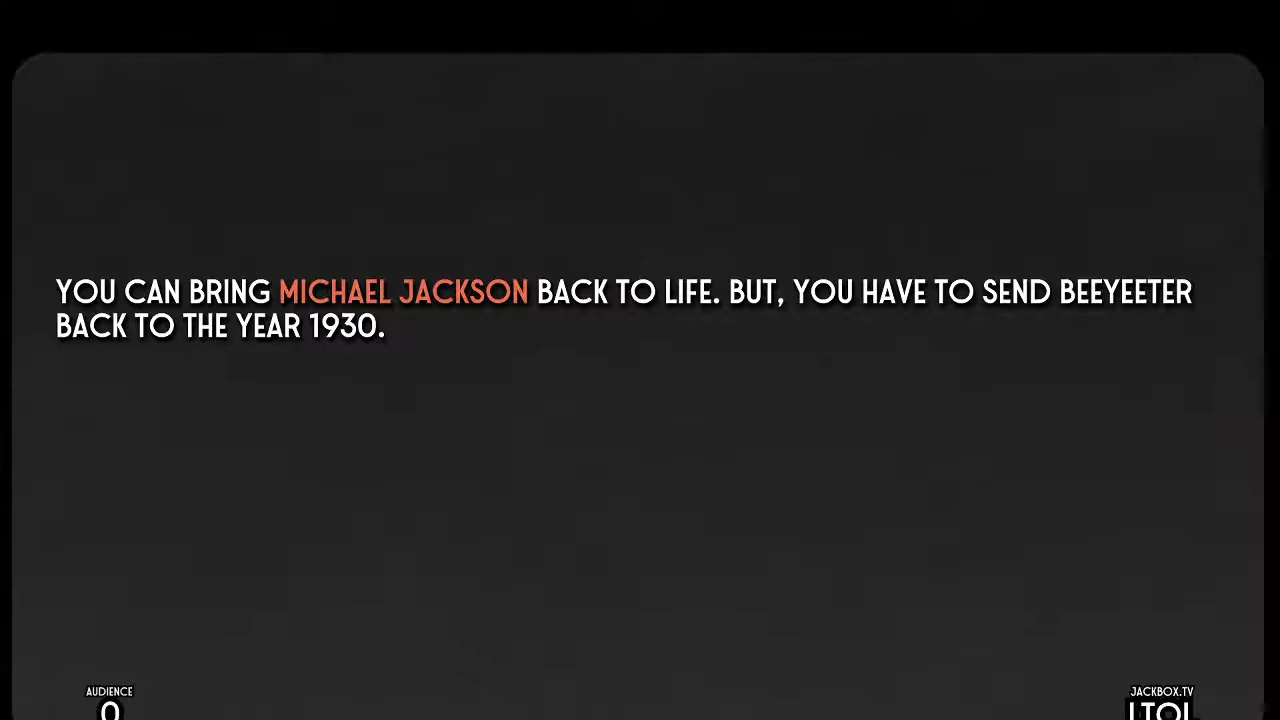 YOU CAN BRING MICHAEL JACKSON BACK TO LIFE. BUT, YOU HAVE TO SEND BEEYEETER
BACK TO THE YEAR 1930.
AUDIENCE
0
JACKBOX.TV